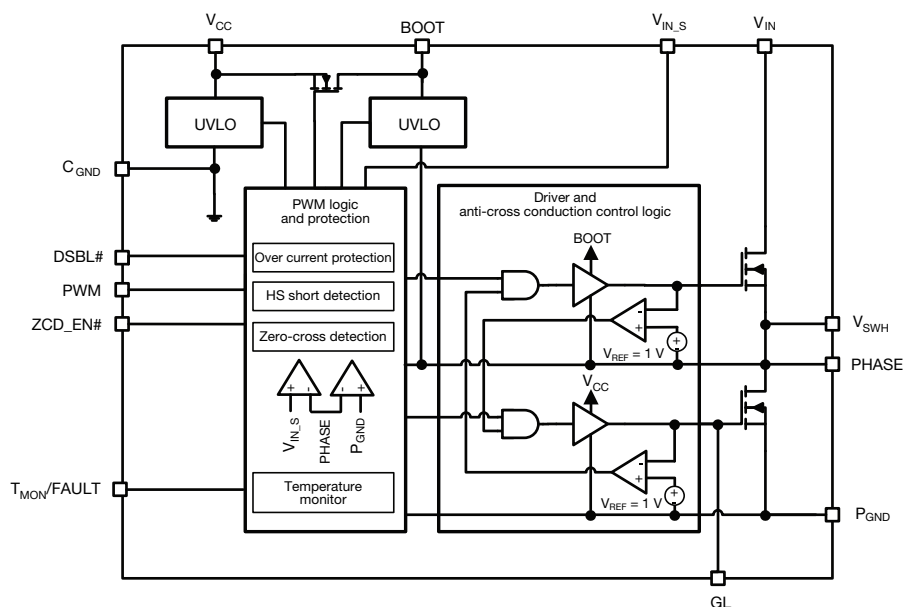 VCC
BOOT
VIN_S
VIN
UVLO
UVLO
CGND
PWM logic
and protection
Driver and
anti-cross conduction control logic
DSBL#
Over current protection
BOOT
PWM
HS short detection
ZCD_EN#
Zero-cross detection
+
-
-
+
VIN_S
PHASE
PGND
-
+
+
-
VREF = 1 V
VSWH
PHASE
VCC
TMON/FAULT
Temperature
monitor
-
+
+
-
VREF = 1 V
PGND
GL